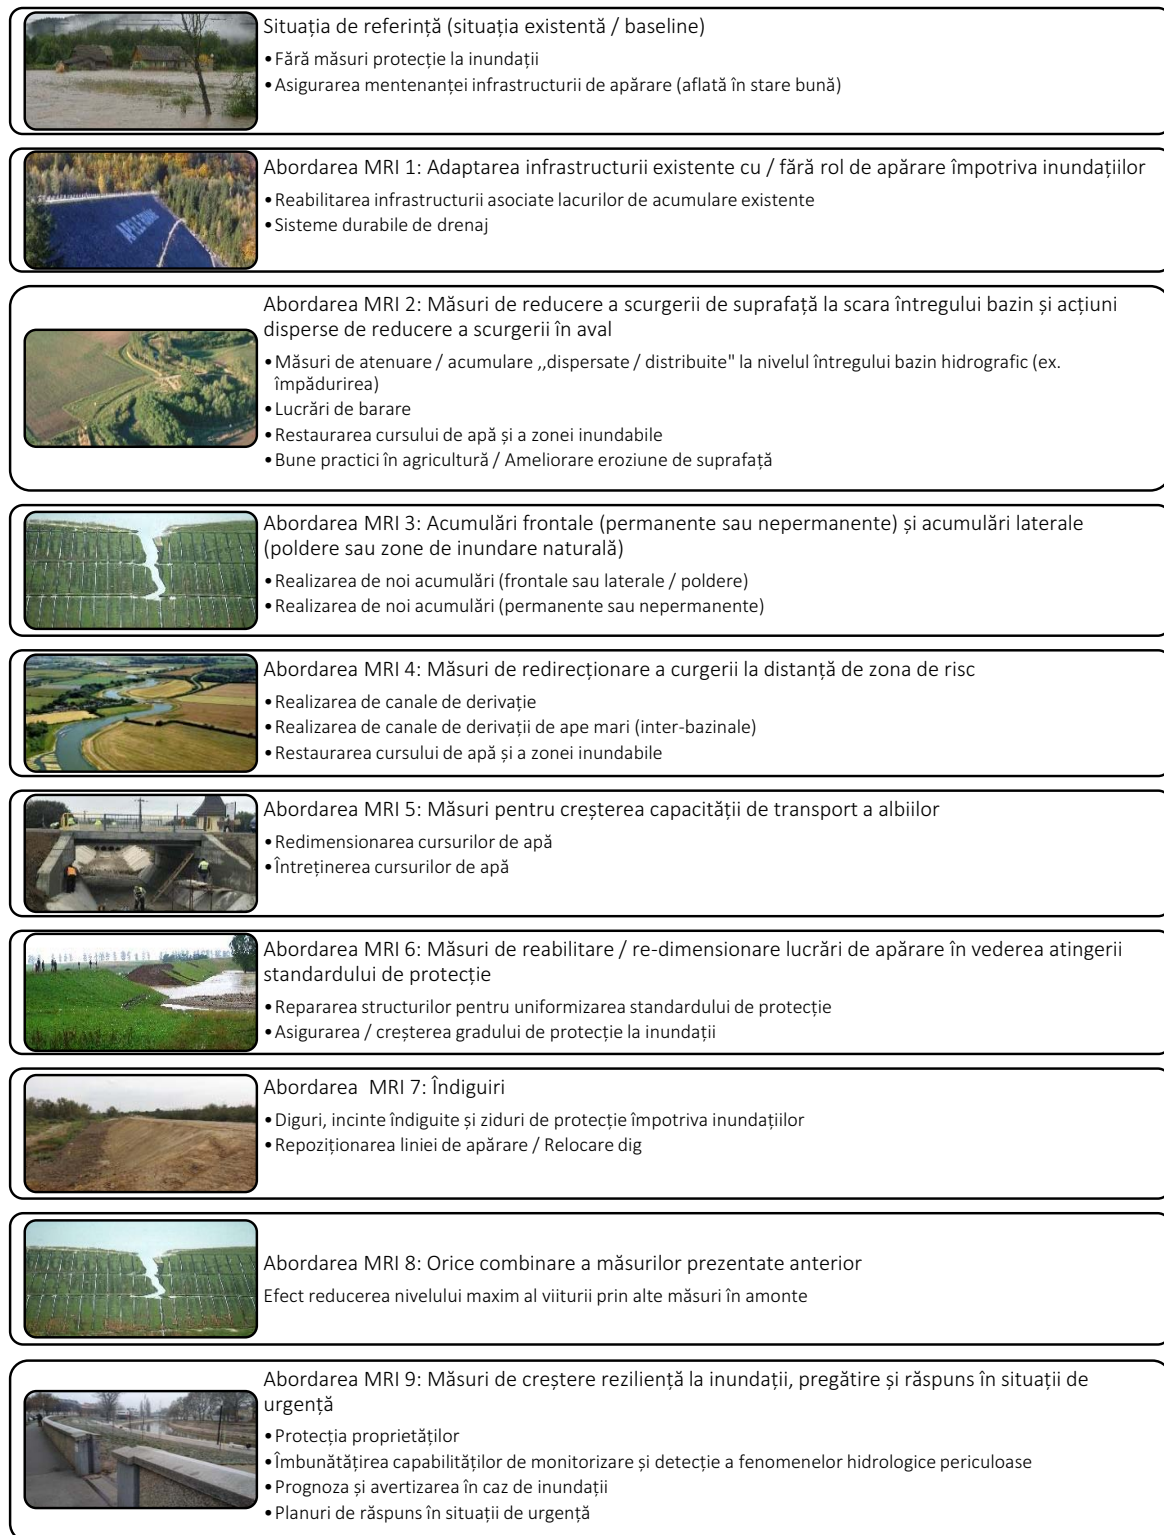 Situația de referință (situația existentă / baseline)
•Fără măsuri protecție la inundații
•Asigurarea mentenanței infrastructurii de apărare (aflată în stare bună)
Abordarea MRI 1: Adaptarea infrastructurii existente cu / fără rol de apărare împotriva inundațiilor
•Reabilitarea infrastructurii asociate lacurilor de acumulare existente
•Sisteme durabile de drenaj
Abordarea MRI 2: Măsuri de reducere a scurgerii de suprafață la scara întregului bazin și acțiuni
disperse de reducere a scurgerii în aval
•Măsuri de atenuare / acumulare ,,dispersate / distribuite" la nivelul întregului bazin hidrografic (ex.
împădurirea)
•Lucrări de barare
•Restaurarea cursului de apă și a zonei inundabile
•Bune practici în agricultură / Ameliorare eroziune de suprafață
Abordarea MRI 3: Acumulări frontale (permanente sau nepermanente) și acumulări laterale
(poldere sau zone de inundare naturală)
•Realizarea de noi acumulări (frontale sau laterale / poldere)
•Realizarea de noi acumulări (permanente sau nepermanente)
Abordarea MRI 4: Măsuri de redirecționare a curgerii la distanță de zona de risc
•Realizarea de canale de derivație
•Realizarea de canale de derivații de ape mari (inter-bazinale)
•Restaurarea cursului de apă și a zonei inundabile
Abordarea MRI 5: Măsuri pentru creșterea capacității de transport a albiilor
•Redimensionarea cursurilor de apă
•Întreținerea cursurilor de apă
Abordarea MRI 6: Măsuri de reabilitare / re-dimensionare lucrări de apărare în vederea atingerii
standardului de protecție
•Repararea structurilor pentru uniformizarea standardului de protecție
•Asigurarea / creșterea gradului de protecție la inundații
Abordarea  MRI 7: Îndiguiri
•Diguri, incinte îndiguite și ziduri de protecție împotriva inundațiilor
•Repoziționarea liniei de apărare / Relocare dig
Abordarea MRI 8: Orice combinare a măsurilor prezentate anterior
Efect reducerea nivelului maxim al viiturii prin alte măsuri în amonte
Abordarea MRI 9: Măsuri de creștere reziliență la inundații, pregătire și răspuns în situații de
urgență
•Protecția proprietăților
•Îmbunătățirea capabilităților de monitorizare și detecție a fenomenelor hidrologice periculoase
•Prognoza și avertizarea în caz de inundații
•Planuri de răspuns în situații de urgență